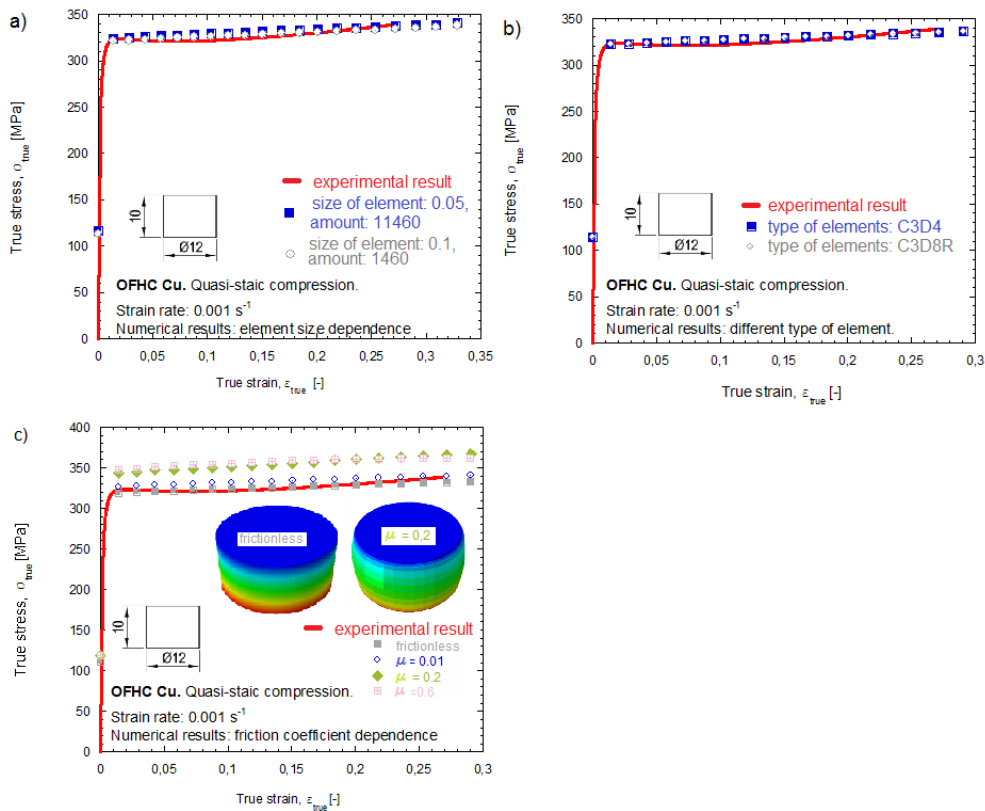 a)
350
300
250
200
150
100
50
0
True stress, σtrue [MPa]
experimental result
size of element: 0.05,
amount: 11460
size of element: 0.1,
amount: 1460
10
Ø12
OFHC Cu. Quasi-staic compression.
Strain rate: 0.001 s⁻¹
Numerical results: element size dependence
0 0,05 0,1 0,15 0,2 0,25 0,3 0,35
True strain, εtrue [-]
b)
350
300
250
200
150
100
50
0
True stress, σtrue [MPa]
experimental result
type of elements: C3D4
type of elements: C3D8R
10
Ø12
OFHC Cu. Quasi-staic compression.
Strain rate: 0.001 s⁻¹
Numerical results: different type of element.
0 0,05 0,1 0,15 0,2 0,25 0,3
True strain, εtrue [-]
c)
400
350
300
250
200
150
100
50
0
True stress, σtrue [MPa]
frictionless
μ = 0,2
experimental result
frictionless
μ = 0.01
μ = 0.2
μ =0.6
10
Ø12
OFHC Cu. Quasi-staic compression.
Strain rate: 0.001 s⁻¹
Numerical results: friction coefficient dependence
0 0,05 0,1 0,15 0,2 0,25 0,3
True strain, εtrue [-]